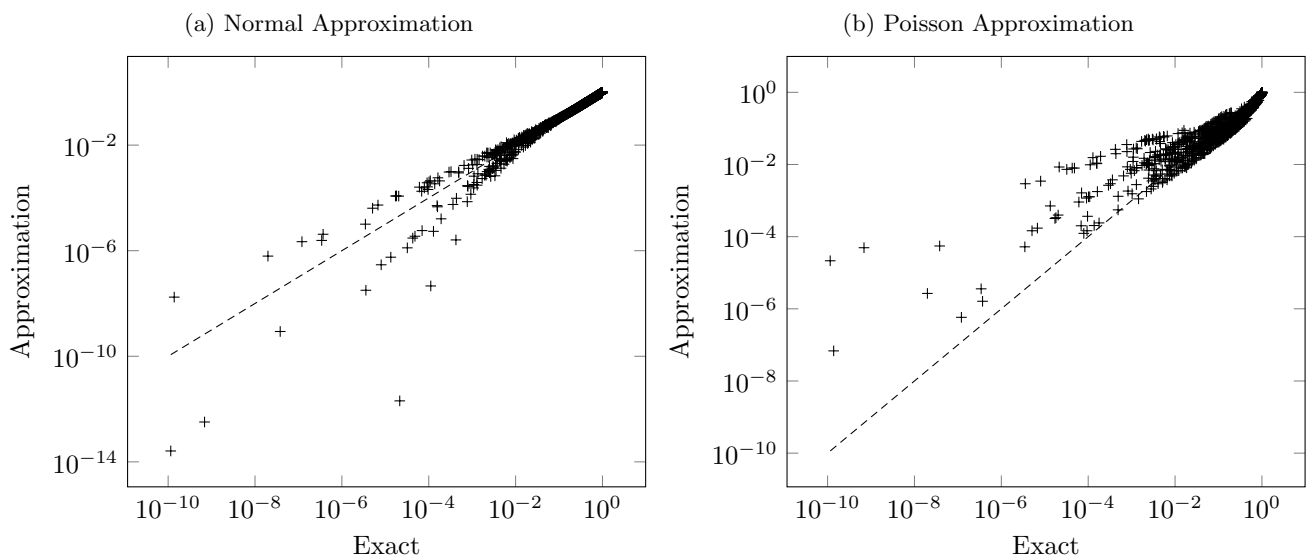 (a) Normal Approximation
10^−2
10^−6
10^−10
10^−14
Approximation
10^−10 10^−8 10^−6 10^−4 10^−2 10^0
Exact
(b) Poisson Approximation
10^0
10^−2
10^−4
10^−6
10^−8
10^−10
Approximation
10^−10 10^−8 10^−6 10^−4 10^−2 10^0
Exact